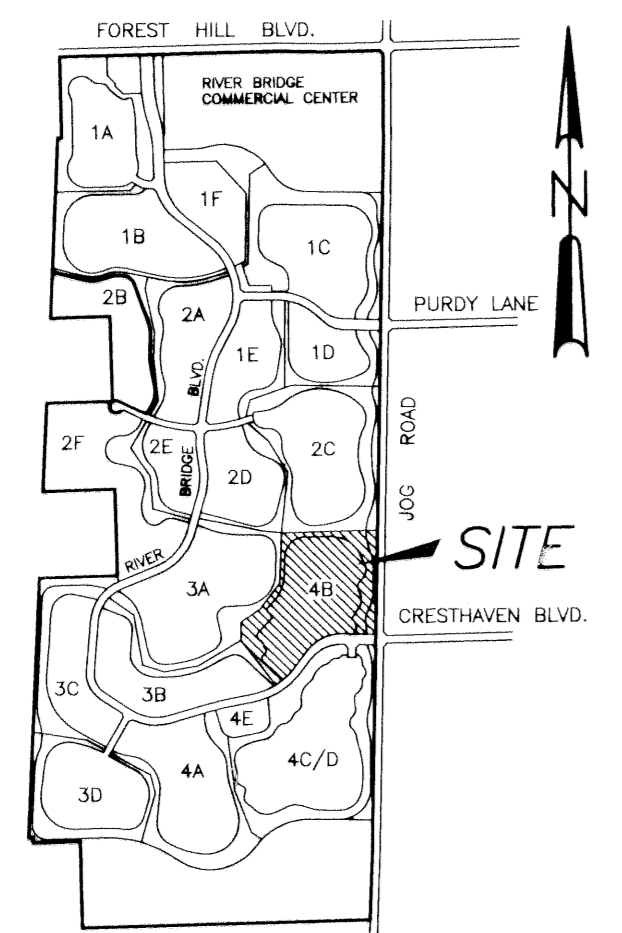 FOREST HILL BLVD.
RIVER BRIDGE
COMMERCIAL CENTER
1A
1F
1B
1C
N
2B
2A
PURDY LANE
1E
1D
BLVD.
JOG ROAD
2F
2E
2C
BRIDGE
2D
SITE
RIVER
3A
4B
CRESTHAVEN BLVD.
3C
3B
4E
4C/D
4A
3D